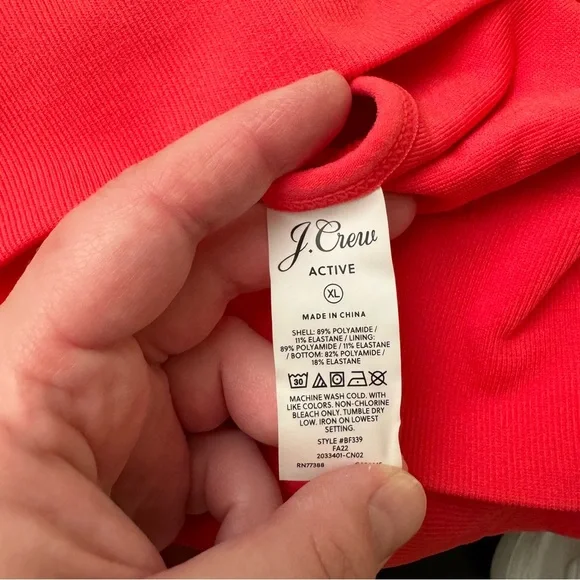 J.Crew
ACTIVE
XL
MADE IN CHINA
SHELL: 89% POLYAMIDE /
11% ELASTANE / LINING:
89% POLYAMIDE / 11% ELASTANE
/ BOTTOM: 82% POLYAMIDE /
18% ELASTANE
30
MACHINE WASH COLD. WITH
LIKE COLORS. NON-CHLORINE
BLEACH ONLY. TUMBLE DRY
LOW. IRON ON LOWEST
SETTING.
STYLE #BF339
FA22
2033401-CN02
RN77388